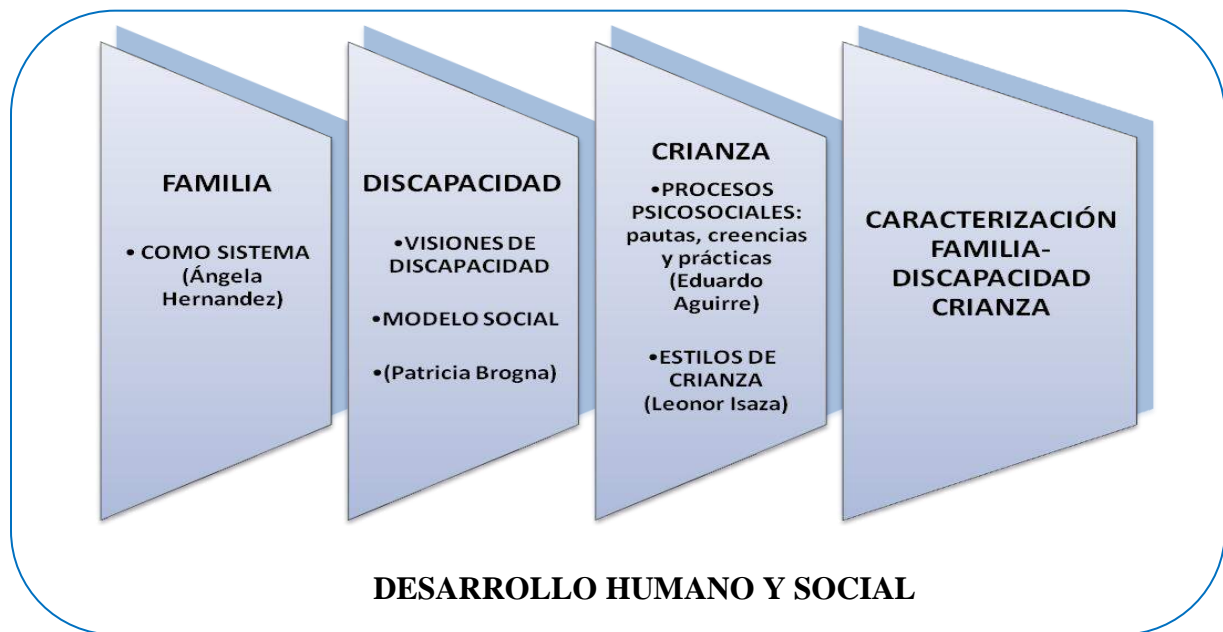 FAMILIA
• COMO SISTEMA
(Ángela
Hernandez)
DISCAPACIDAD
•VISIONES DE
DISCAPACIDAD
•MODELO SOCIAL
•(Patricia Brogna)
CRIANZA
•PROCESOS
PSICOSOCIALES:
pautas, creencias
y prácticas
(Eduardo
Aguirre)
•ESTILOS DE
CRIANZA
(Leonor Isaza)
CARACTERIZACIÓN
FAMILIA-
DISCAPACIDAD
CRIANZA
DESARROLLO HUMANO Y SOCIAL